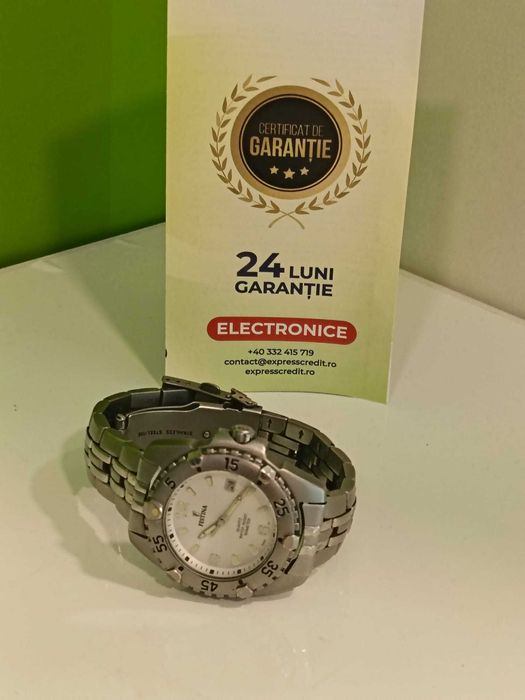 CERTIFICAT DE
GARANȚIE
24 LUNI
GARANȚIE
ELECTRONICE
+40 332 415 719
contact@expresscredit.ro
expresscredit.ro
STAINLESS STEEL
5
15
25
35
45
55
FESTINA